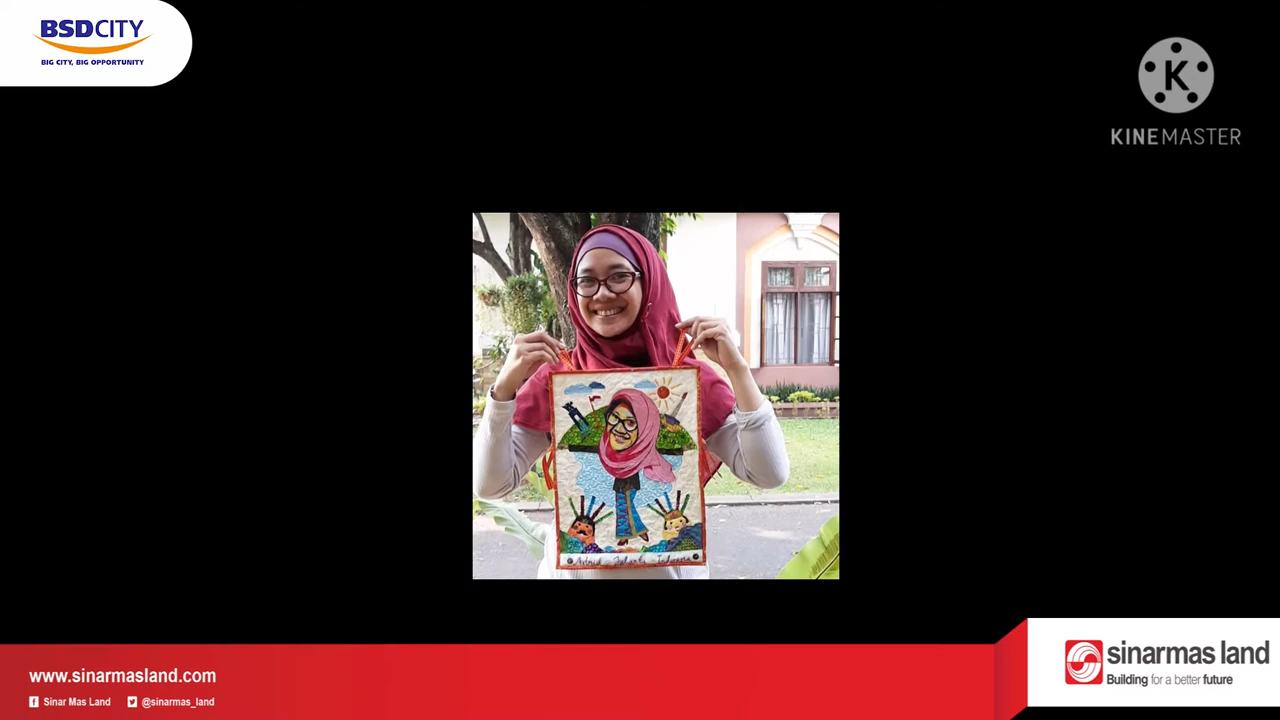 BSDCITY
BIG CITY, BIG OPPORTUNITY
K
KINEMASTER
www.sinarmasland.com
Sinar Mas Land
@sinarmas_land
sinarmas land
Building for a better future